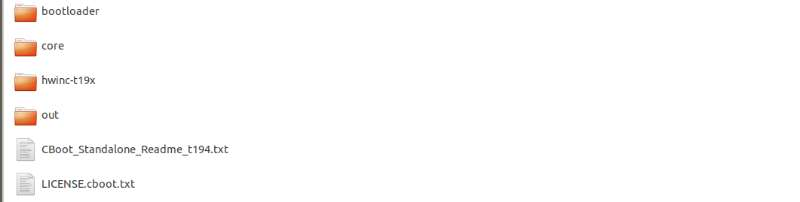 bootloader
core
hwinc-t19x
out
CBoot_Standalone_Readme_t194.txt
LICENSE.cboot.txt